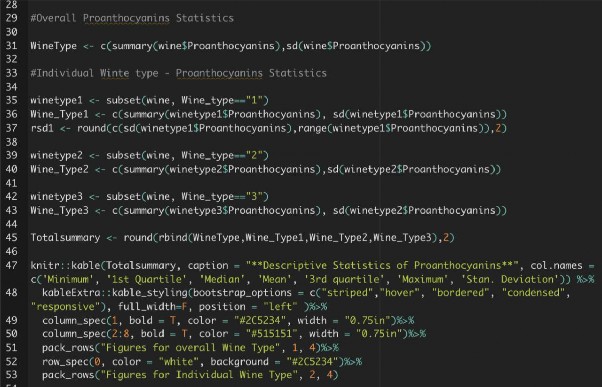 28
29 #Overall Proanthocyanins Statistics
30
31 WineType <- c(summary(wine$Proanthocyanins),sd(wine$Proanthocyanins))
32
33 #Individual Winte type - Proanthocyanins Statistics
34
35 winetype1 <- subset(wine, Wine_type=="1")
36 Wine_Type1 <- c(summary(winetype1$Proanthocyanins), sd(winetype1$Proanthocyanins))
37 rsd1 <- round(c(sd(winetype1$Proanthocyanins),range(winetype1$Proanthocyanins)),2)
38
39 winetype2 <- subset(wine, Wine_type=="2")
40 Wine_Type2 <- c(summary(winetype2$Proanthocyanins),sd(winetype2$Proanthocyanins))
41
42 winetype3 <- subset(wine, Wine_type=="3")
43 Wine_Type3 <- c(summary(winetype3$Proanthocyanins), sd(winetype2$Proanthocyanins))
44
45 Totalsummary <- round(rbind(WineType,Wine_Type1,Wine_Type2,Wine_Type3),2)
46
47 knitr::kable(Totalsummary, caption = "**Descriptive Statistics of Proanthocyanins**", col.names =
c('Minimum', '1st Quartile', 'Median', 'Mean', '3rd quartile', 'Maximum', 'Stan. Deviation')) %>%
48 kableExtra::kable_styling(bootstrap_options = c("striped","hover", "bordered", "condensed",
"responsive"), full_width=F, position = "left" )%>%
49 column_spec(1, bold = T, color = "#2C5234", width = "0.75in")%>%
50 column_spec(2:8, bold = T, color = "#515151", width = "0.75in")%>%
51 pack_rows("Figures for overall Wine Type", 1, 4)%>%
52 row_spec(0, color = "white", background = "#2C5234")%>%
53 pack_rows("Figures for Individual Wine Type", 2, 4)